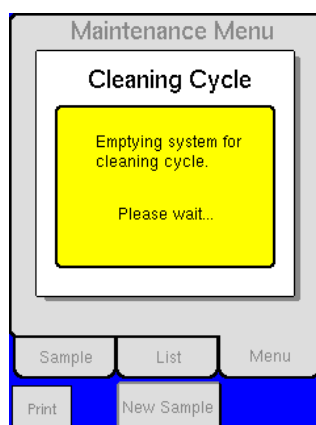 Maintenance Menu
Cleaning Cycle
Emptying system for
cleaning cycle.
Please wait...
Sample
List
Menu
Print
New Sample